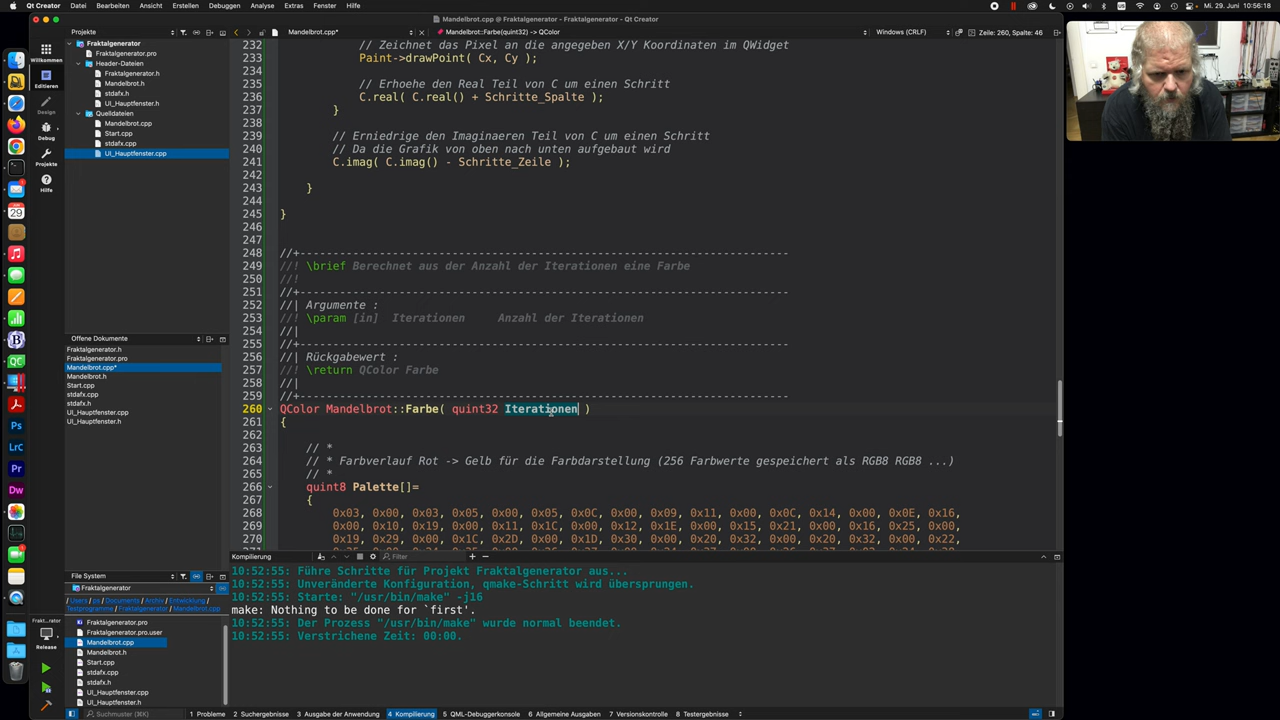 Qt Creator Datei Bearbeiten Ansicht Erstellen Debuggen Analyse Extras Fenster Hilfe
Mi. 29. Juni 10:56:18
Mandelbrot.cpp @ Fraktalgenerator - Fraktalgenerator - Qt Creator
Projekte
Mandelbrot.cpp*
Mandelbrot::Farbe(quint32) -> QColor
Windows (CRLF)
Zeile: 260, Spalte: 46
Willkommen
Editieren
Design
Debug
Projekte
Hilfe
Fraktalgenerator
Fraktalgenerator.pro
Header-Dateien
Fraktalgenerator.h
Mandelbrot.h
stdafx.h
UI_Hauptfenster.h
Quelldateien
Mandelbrot.cpp
Start.cpp
stdafx.cpp
UI_Hauptfenster.cpp
232 // Zeichnet das Pixel an die angegeben X/Y Koordinaten im QWidget
233 Paint->drawPoint( Cx, Cy );
234
235 // Erhoehe den Real Teil von C um einen Schritt
236 C.real( C.real() + Schritte_Spalte );
237 }
238
239 // Erniedrige den Imaginaeren Teil von C um einen Schritt
240 // Da die Grafik von oben nach unten aufgebaut wird
241 C.imag( C.imag() - Schritte_Zeile );
242
243 }
244
245 }
246
247
248 //+---------------------------------------------------------------------------
249 //! \brief Berechnet aus der Anzahl der Iterationen eine Farbe
250 //!
251 //+---------------------------------------------------------------------------
252 //| Argumente :
253 //! \param [in] Iterationen Anzahl der Iterationen
254 //|
255 //+---------------------------------------------------------------------------
256 //| Rückgabewert :
257 //! \return QColor Farbe
258 //|
259 //+---------------------------------------------------------------------------
260 QColor Mandelbrot::Farbe( quint32 Iterationen )
261 {
262
263 // *
264 // * Farbverlauf Rot -> Gelb für die Farbdarstellung (256 Farbwerte gespeichert als RGB8 RGB8 ...)
265 // *
266 quint8 Palette[]=
267 {
268 0x03, 0x00, 0x03, 0x05, 0x00, 0x05, 0x0C, 0x00, 0x09, 0x11, 0x00, 0x0C, 0x14, 0x00, 0x0E, 0x16,
269 0x00, 0x10, 0x19, 0x00, 0x11, 0x1C, 0x00, 0x12, 0x1E, 0x00, 0x15, 0x21, 0x00, 0x16, 0x25, 0x00,
270 0x19, 0x29, 0x00, 0x1C, 0x2D, 0x00, 0x1D, 0x30, 0x00, 0x20, 0x32, 0x00, 0x20, 0x32, 0x00, 0x22,
Offene Dokumente
Fraktalgenerator.h
Fraktalgenerator.pro
Mandelbrot.cpp*
Mandelbrot.h
Start.cpp
stdafx.cpp
stdafx.h
UI_Hauptfenster.cpp
UI_Hauptfenster.h
Kompilierung
Filter
10:52:55: Führe Schritte für Projekt Fraktalgenerator aus...
10:52:55: Unveränderte Konfiguration, qmake-Schritt wird übersprungen.
10:52:55: Starte: "/usr/bin/make" -j16
make: Nothing to be done for `first'.
10:52:55: Der Prozess "/usr/bin/make" wurde normal beendet.
10:52:55: Verstrichene Zeit: 00:00.
File System
Fraktalgenerator
Documents / Archiv / Entwicklung /
Testprogramme / Fraktalgenerator / Mandelbrot.cpp
Fraktalgenerator.pro
Fraktalgenerator.pro.user
Mandelbrot.cpp
Mandelbrot.h
Start.cpp
stdafx.cpp
stdafx.h
UI_Hauptfenster.cpp
UI_Hauptfenster.h
Frakt...rator
Release
Suchmuster (⌘K)
1 Probleme 2 Suchergebnisse 3 Ausgabe der Anwendung 4 Kompilierung 5 QML-Debuggerkonsole 6 Allgemeine Ausgaben 7 Versionskontrolle 8 Testergebnisse